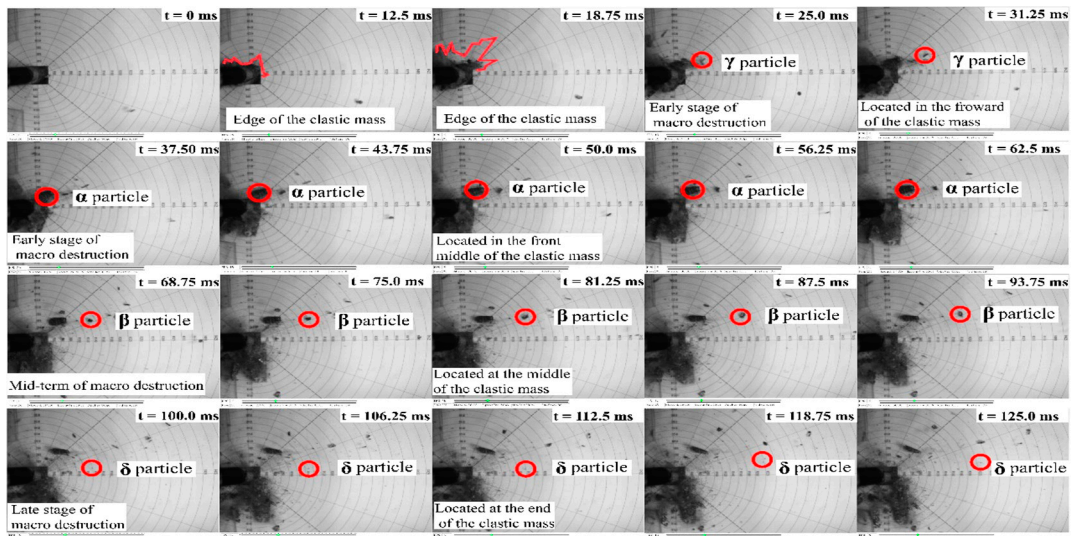 t = 0 ms
t = 12.5 ms
Edge of the clastic mass
t = 18.75 ms
Edge of the clastic mass
t = 25.0 ms
γ particle
Early stage of
macro destruction
t = 31.25 ms
γ particle
Located in the froward
of the clastic mass
t = 37.50 ms
α particle
Early stage of
macro destruction
t = 43.75 ms
α particle
t = 50.0 ms
α particle
Located in the front
middle of the clastic mass
t = 56.25 ms
α particle
t = 62.5 ms
α particle
t = 68.75 ms
β particle
Mid-term of macro destruction
t = 75.0 ms
β particle
t = 81.25 ms
β particle
Located at the middle
of the clastic mass
t = 87.5 ms
β particle
t = 93.75 ms
β particle
t = 100.0 ms
δ particle
Late stage of
macro destruction
t = 106.25 ms
δ particle
t = 112.5 ms
δ particle
Located at the end
of the clastic mass
t = 118.75 ms
δ particle
t = 125.0 ms
δ particle